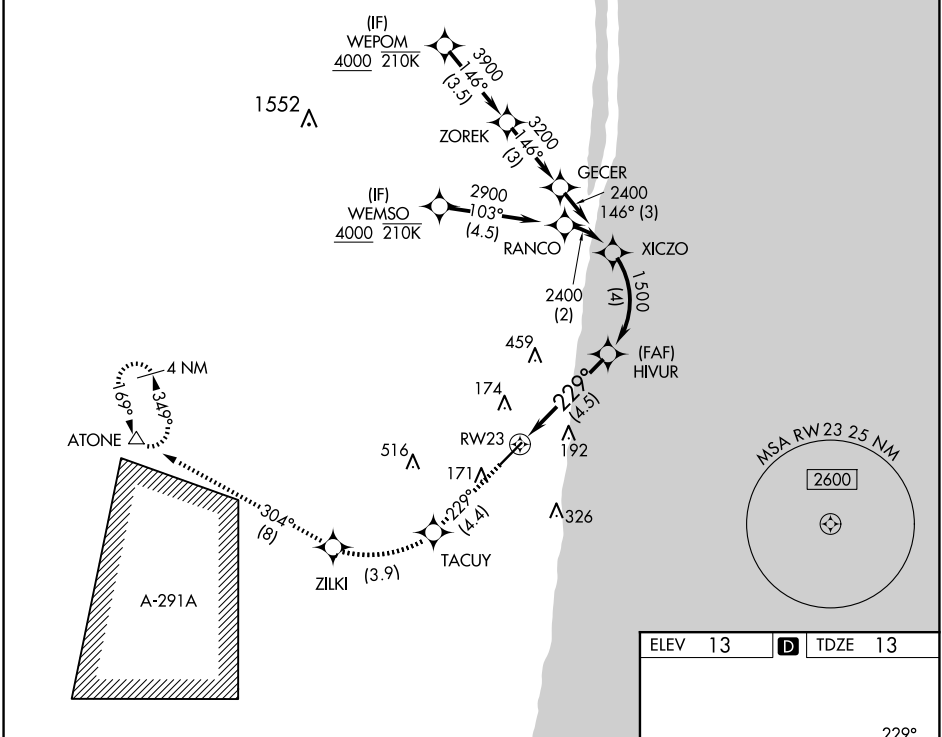 (IF)
WEPOM
4000 210K
3900
146°
(3.5)
1552
ZOREK
3200
146°
(3)
GECER
2400
146° (3)
(IF)
WEMSO
4000 210K
2900
103°
(4.5)
RANCO
XICZO
2400
(2)
1500
(4)
459
(FAF)
HIVUR
174
229°
(4.5)
4 NM
169°
349°
ATONE
RW23
192
516
171
MSA RW 23 25 NM
2600
326
229°
(4.4)
304°
(8)
TACUY
ZILKI
(3.9)
A-291A
ELEV 13 D TDZE 13
229°